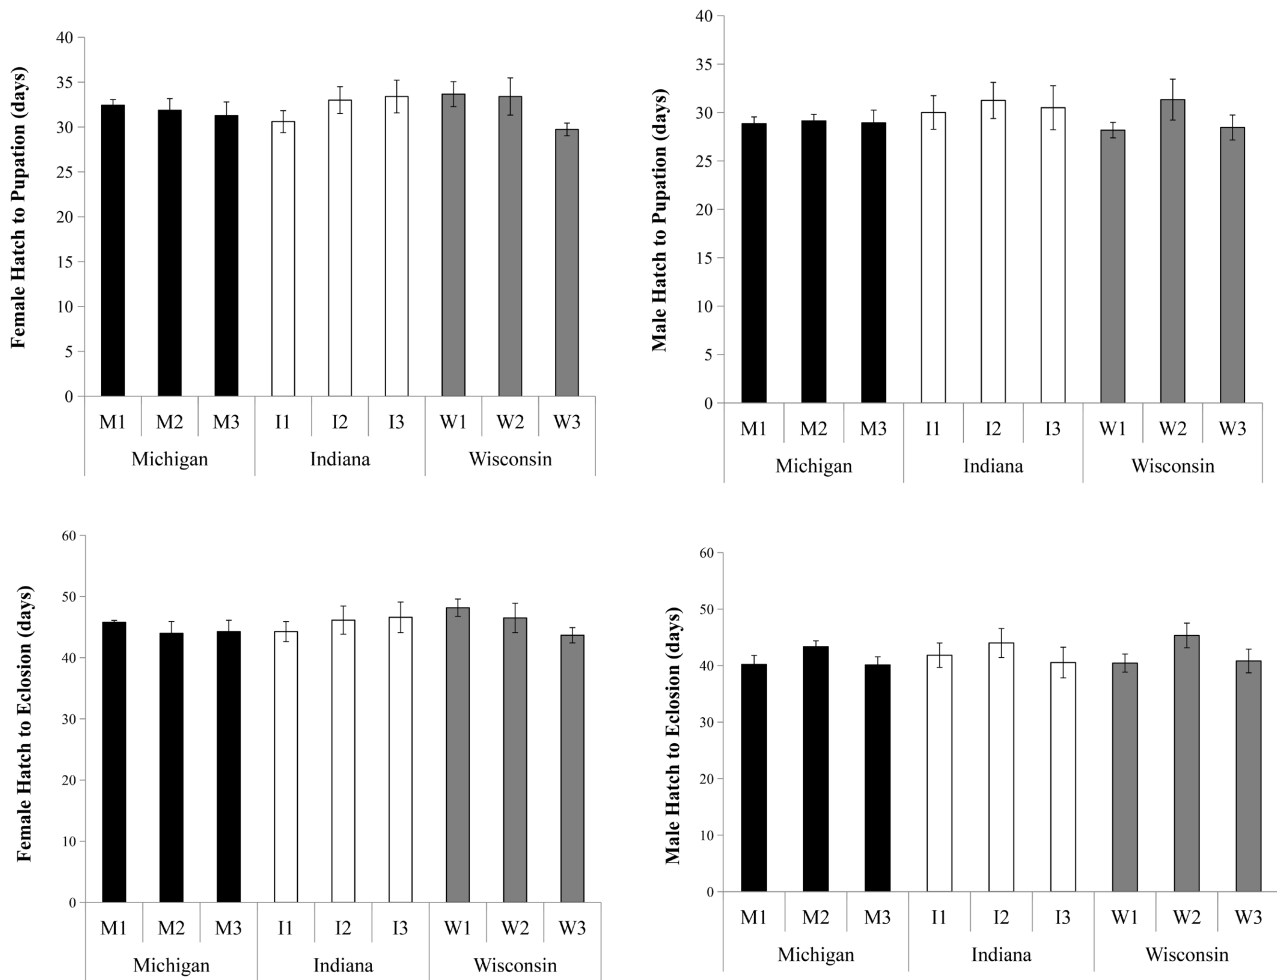 Female Hatch to Pupation (days)
40
35
30
25
20
15
10
5
0
M1 M2 M3 I1 I2 I3 W1 W2 W3
Michigan Indiana Wisconsin
Male Hatch to Pupation (days)
40
35
30
25
20
15
10
5
0
M1 M2 M3 I1 I2 I3 W1 W2 W3
Michigan Indiana Wisconsin
Female Hatch to Eclosion (days)
60
50
40
30
20
10
0
M1 M2 M3 I1 I2 I3 W1 W2 W3
Michigan Indiana Wisconsin
Male Hatch to Eclosion (days)
60
50
40
30
20
10
0
M1 M2 M3 I1 I2 I3 W1 W2 W3
Michigan Indiana Wisconsin